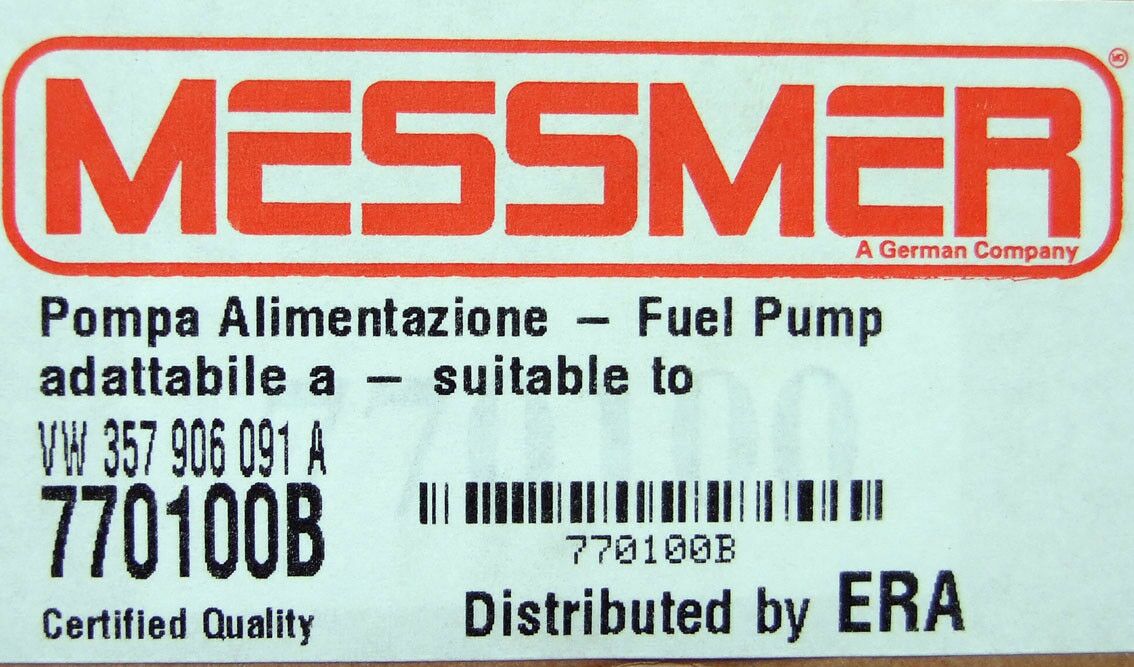 MESSMER
®
A German Company
Pompa Alimentazione – Fuel Pump
adattabile a – suitable to
VW 357 906 091 A
770100B
770100B
Certified Quality
Distributed by ERA